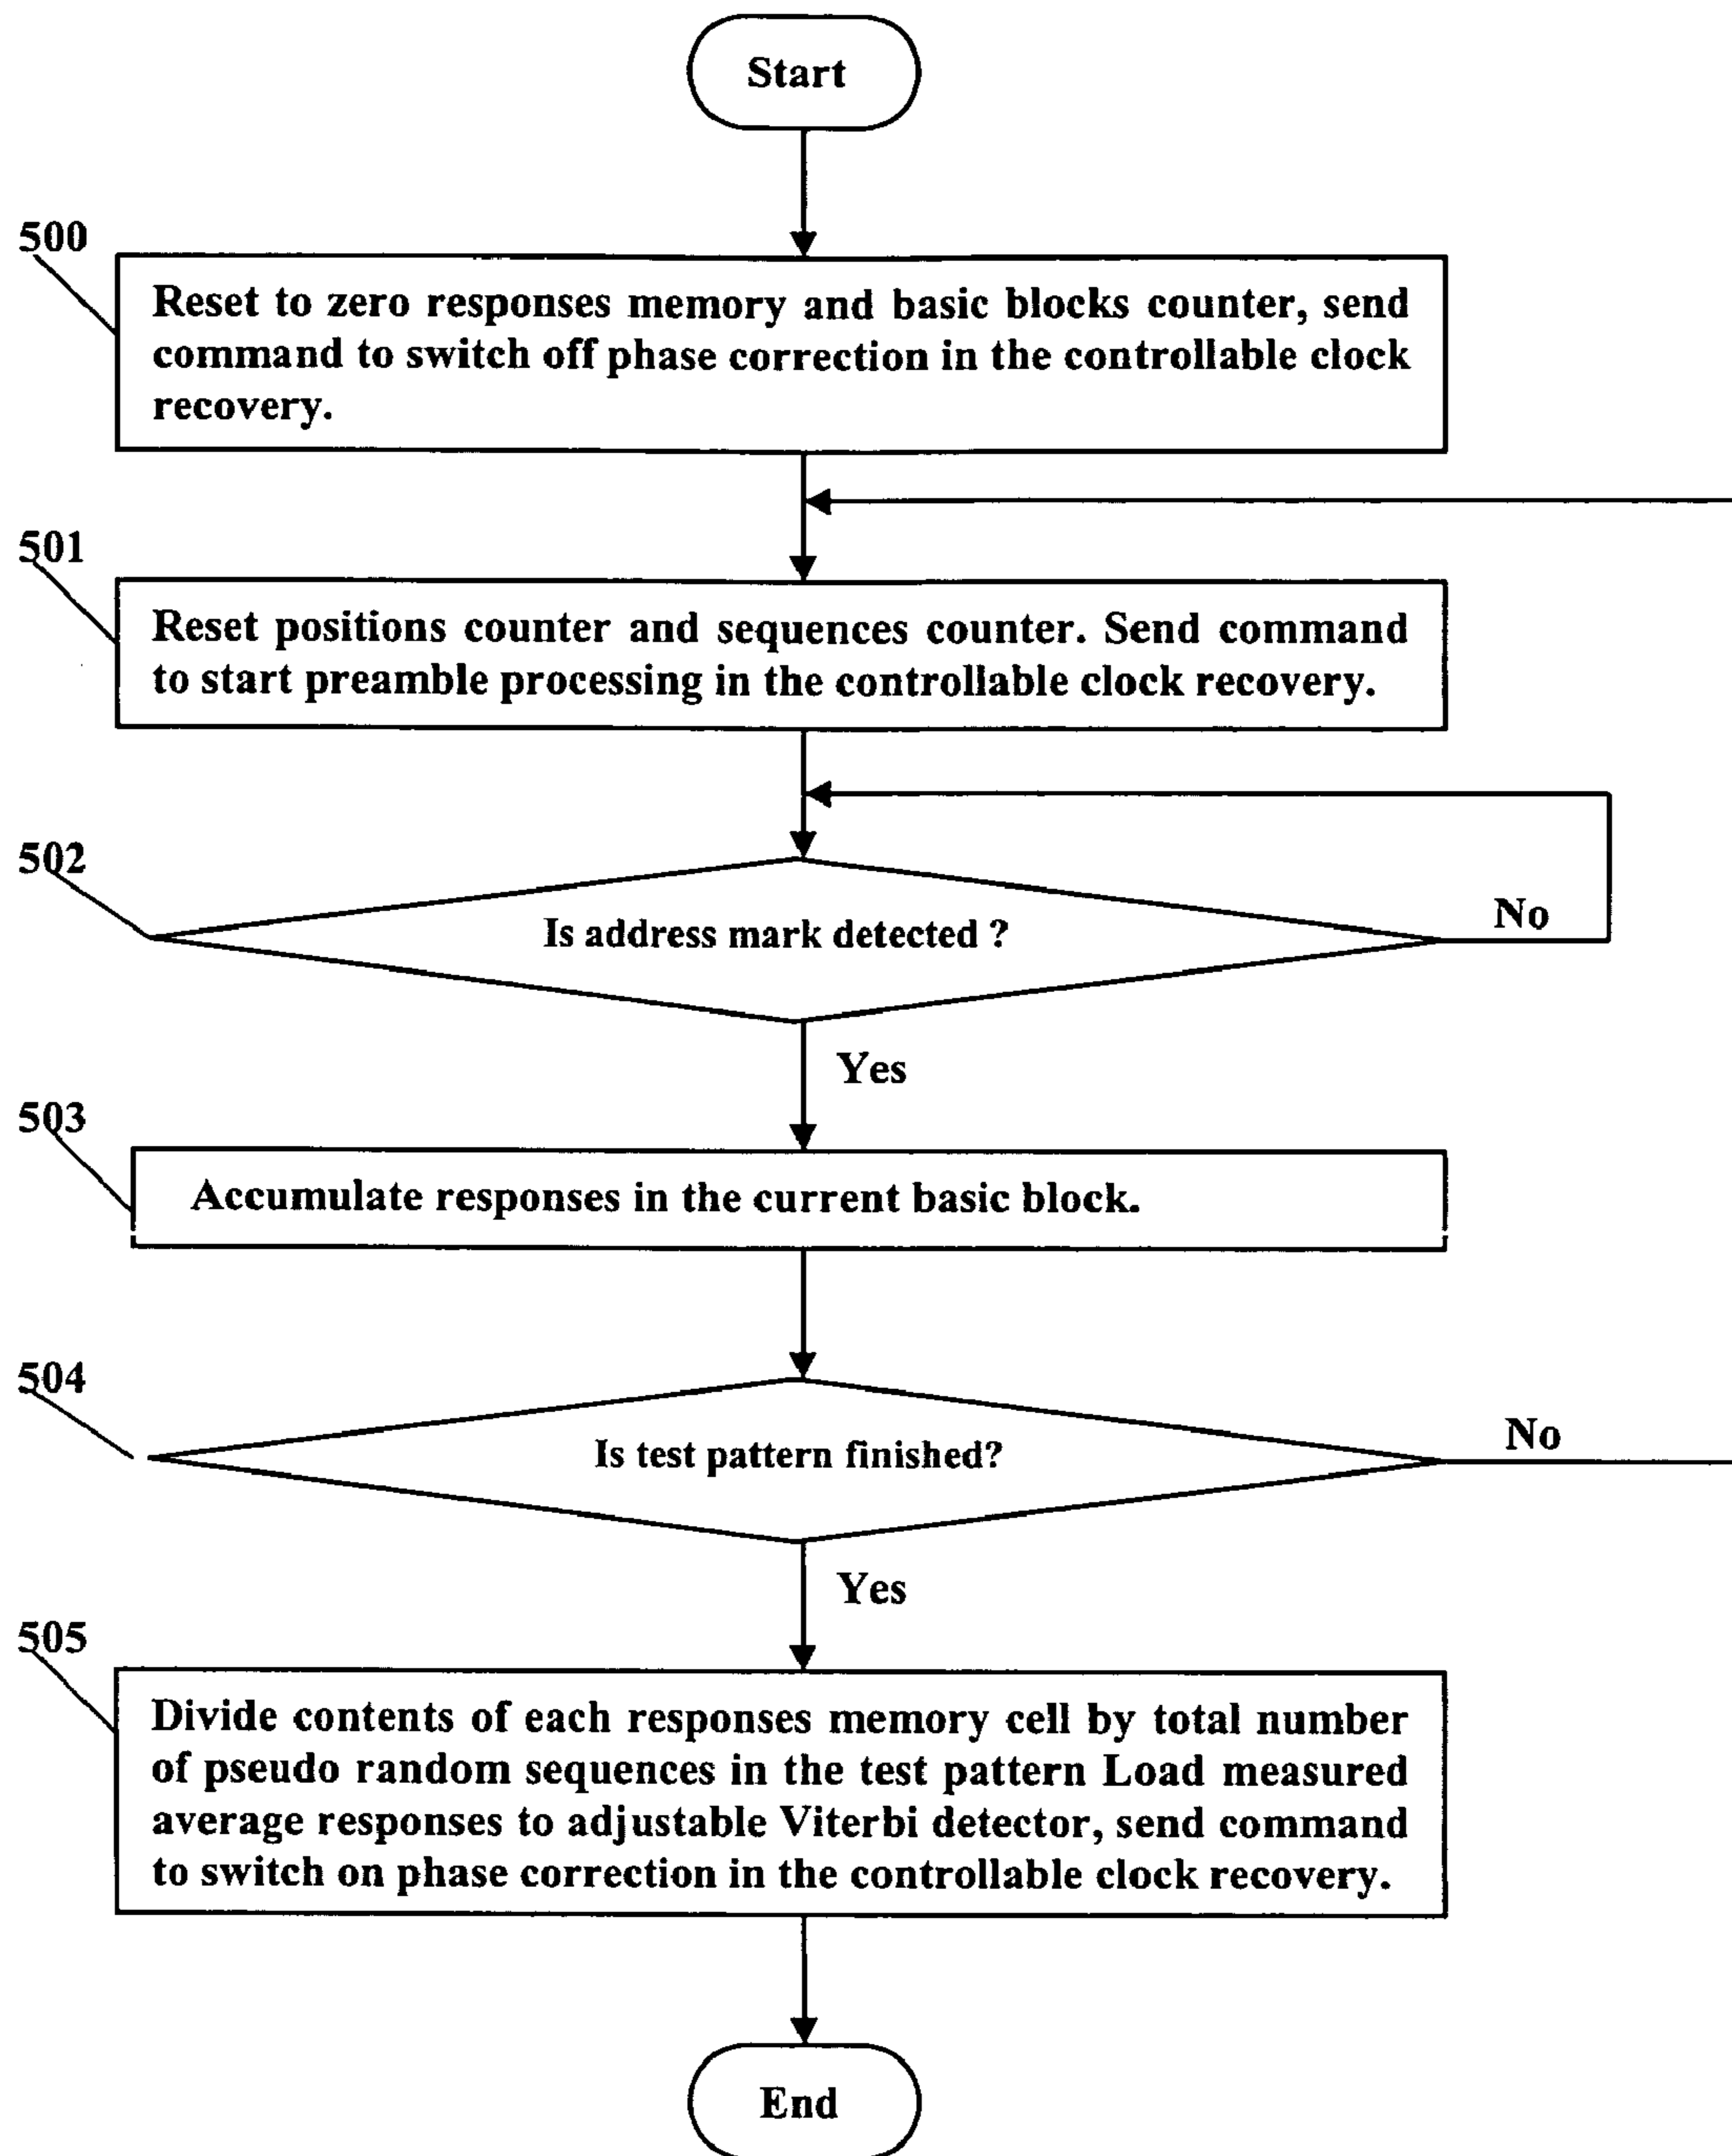 Start
500
Reset to zero responses memory and basic blocks counter, send
command to switch off phase correction in the controllable clock
recovery.
501
Reset positions counter and sequences counter. Send command
to start preamble processing in the controllable clock recovery.
502
Is address mark detected ?
No
Yes
503
Accumulate responses in the current basic block.
504
Is test pattern finished?
No
Yes
505
Divide contents of each responses memory cell by total number
of pseudo random sequences in the test pattern Load measured
average responses to adjustable Viterbi detector, send command
to switch on phase correction in the controllable clock recovery.
End